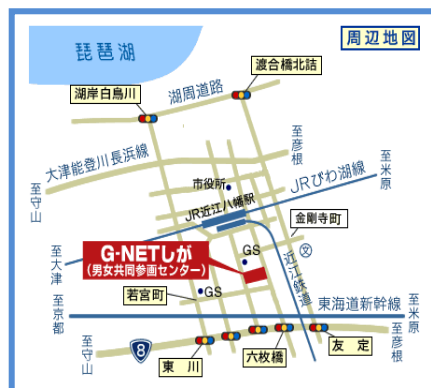 周辺地図
琵琶湖
渡合橋北詰
湖岸白鳥川
湖周道路
至彦根
大津能登川長浜線
至米原
至守山
市役所
JRびわ湖線
JR近江八幡駅
金剛寺町
文
G-NETしが
(男女共同参画センター)
GS
近江鉄道
至大津
若宮町
GS
東海道新幹線
至京都
至米原
至守山
8
東川
六枚橋
友定
至彦根